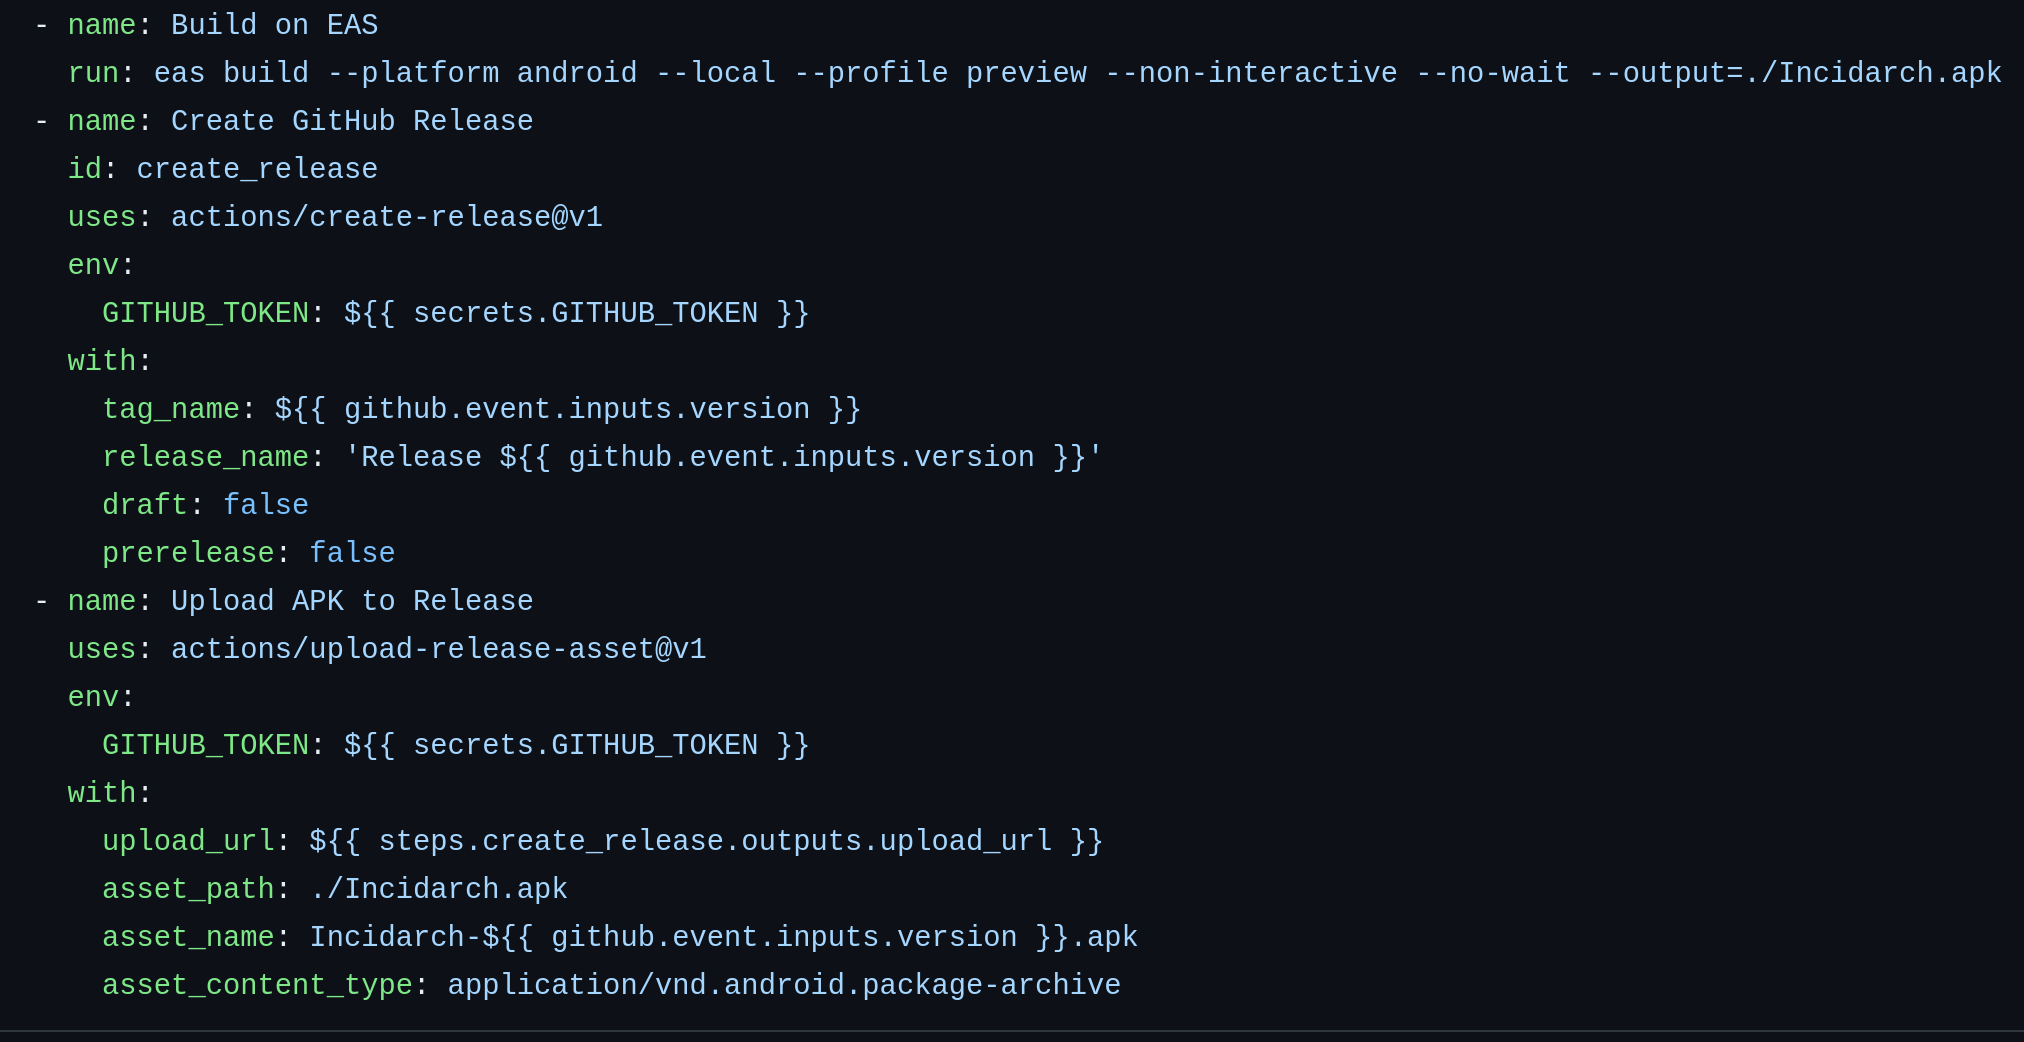 - name: Build on EAS
  run: eas build --platform android --local --profile preview --non-interactive --no-wait --output=./Incidarch.apk
- name: Create GitHub Release
  id: create_release
  uses: actions/create-release@v1
  env:
    GITHUB_TOKEN: ${{ secrets.GITHUB_TOKEN }}
  with:
    tag_name: ${{ github.event.inputs.version }}
    release_name: 'Release ${{ github.event.inputs.version }}'
    draft: false
    prerelease: false
- name: Upload APK to Release
  uses: actions/upload-release-asset@v1
  env:
    GITHUB_TOKEN: ${{ secrets.GITHUB_TOKEN }}
  with:
    upload_url: ${{ steps.create_release.outputs.upload_url }}
    asset_path: ./Incidarch.apk
    asset_name: Incidarch-${{ github.event.inputs.version }}.apk
    asset_content_type: application/vnd.android.package-archive